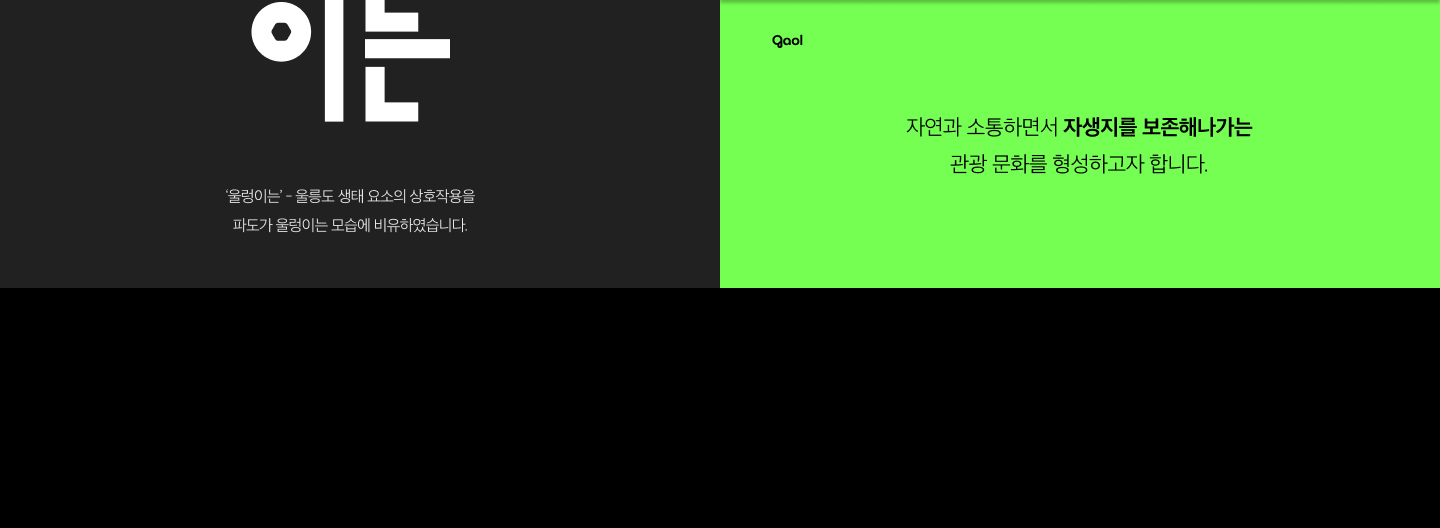 이는
‘울렁이는’ – 울릉도 생태 요소의 상호작용을
파도가 울렁이는 모습에 비유하였습니다.
gaol
자연과 소통하면서 자생지를 보존해나가는
관광 문화를 형성하고자 합니다.